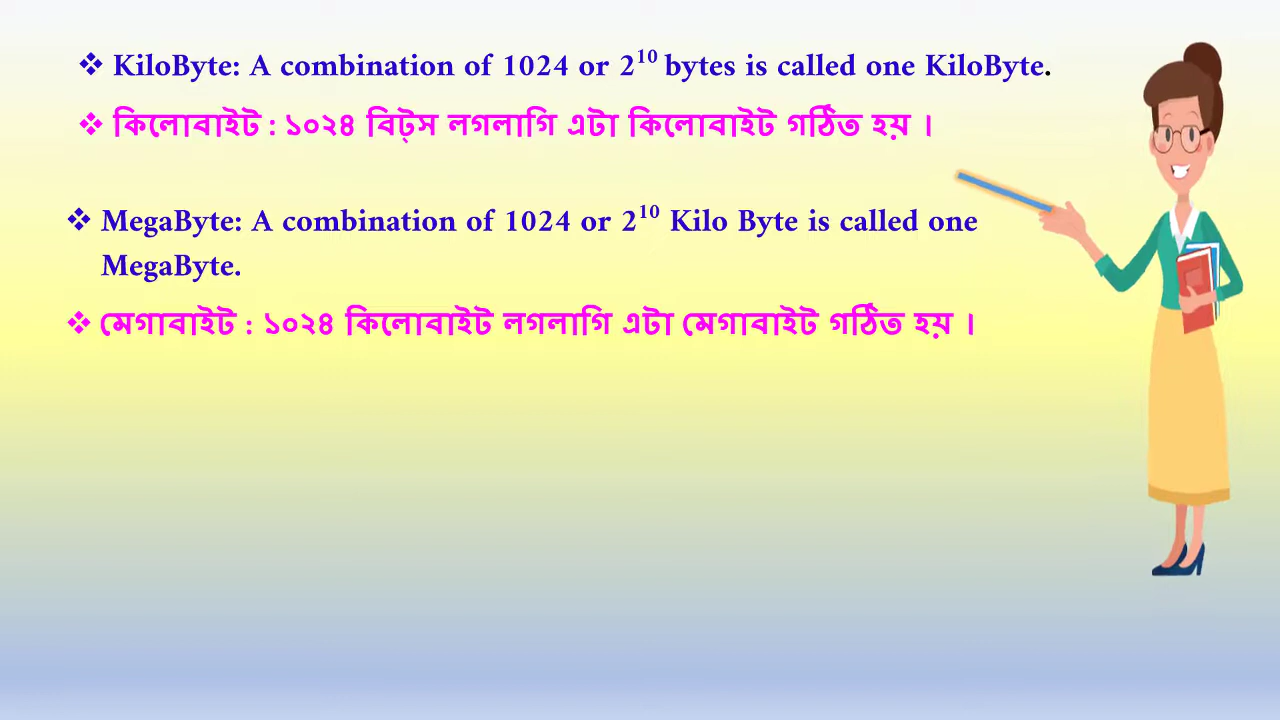 ❖ KiloByte: A combination of 1024 or 2¹⁰ bytes is called one KiloByte.
❖ কিলোবাইট : ১০২৪ বিট্স লগলাগি এটা কিলোবাইট গঠিত হয় ।
❖ MegaByte: A combination of 1024 or 2¹⁰ Kilo Byte is called one
MegaByte.
❖ মেগাবাইট : ১০২৪ কিলোবাইট লগলাগি এটা মেগাবাইট গঠিত হয় ।